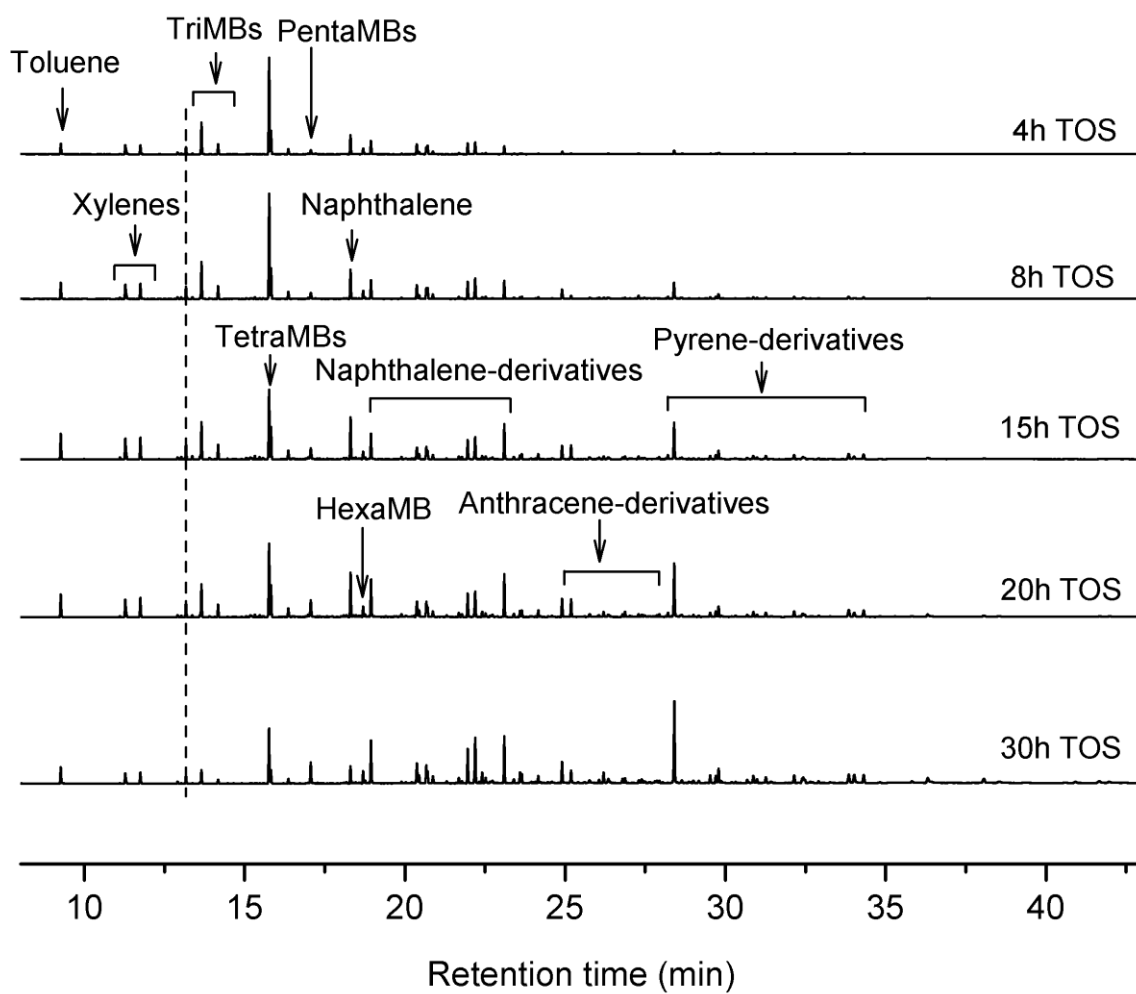 TriMBs
PentaMBs
Toluene
4h TOS
Xylenes
Naphthalene
8h TOS
TetraMBs
Naphthalene-derivatives
Pyrene-derivatives
15h TOS
HexaMB
Anthracene-derivatives
20h TOS
30h TOS
10 15 20 25 30 35 40
Retention time (min)